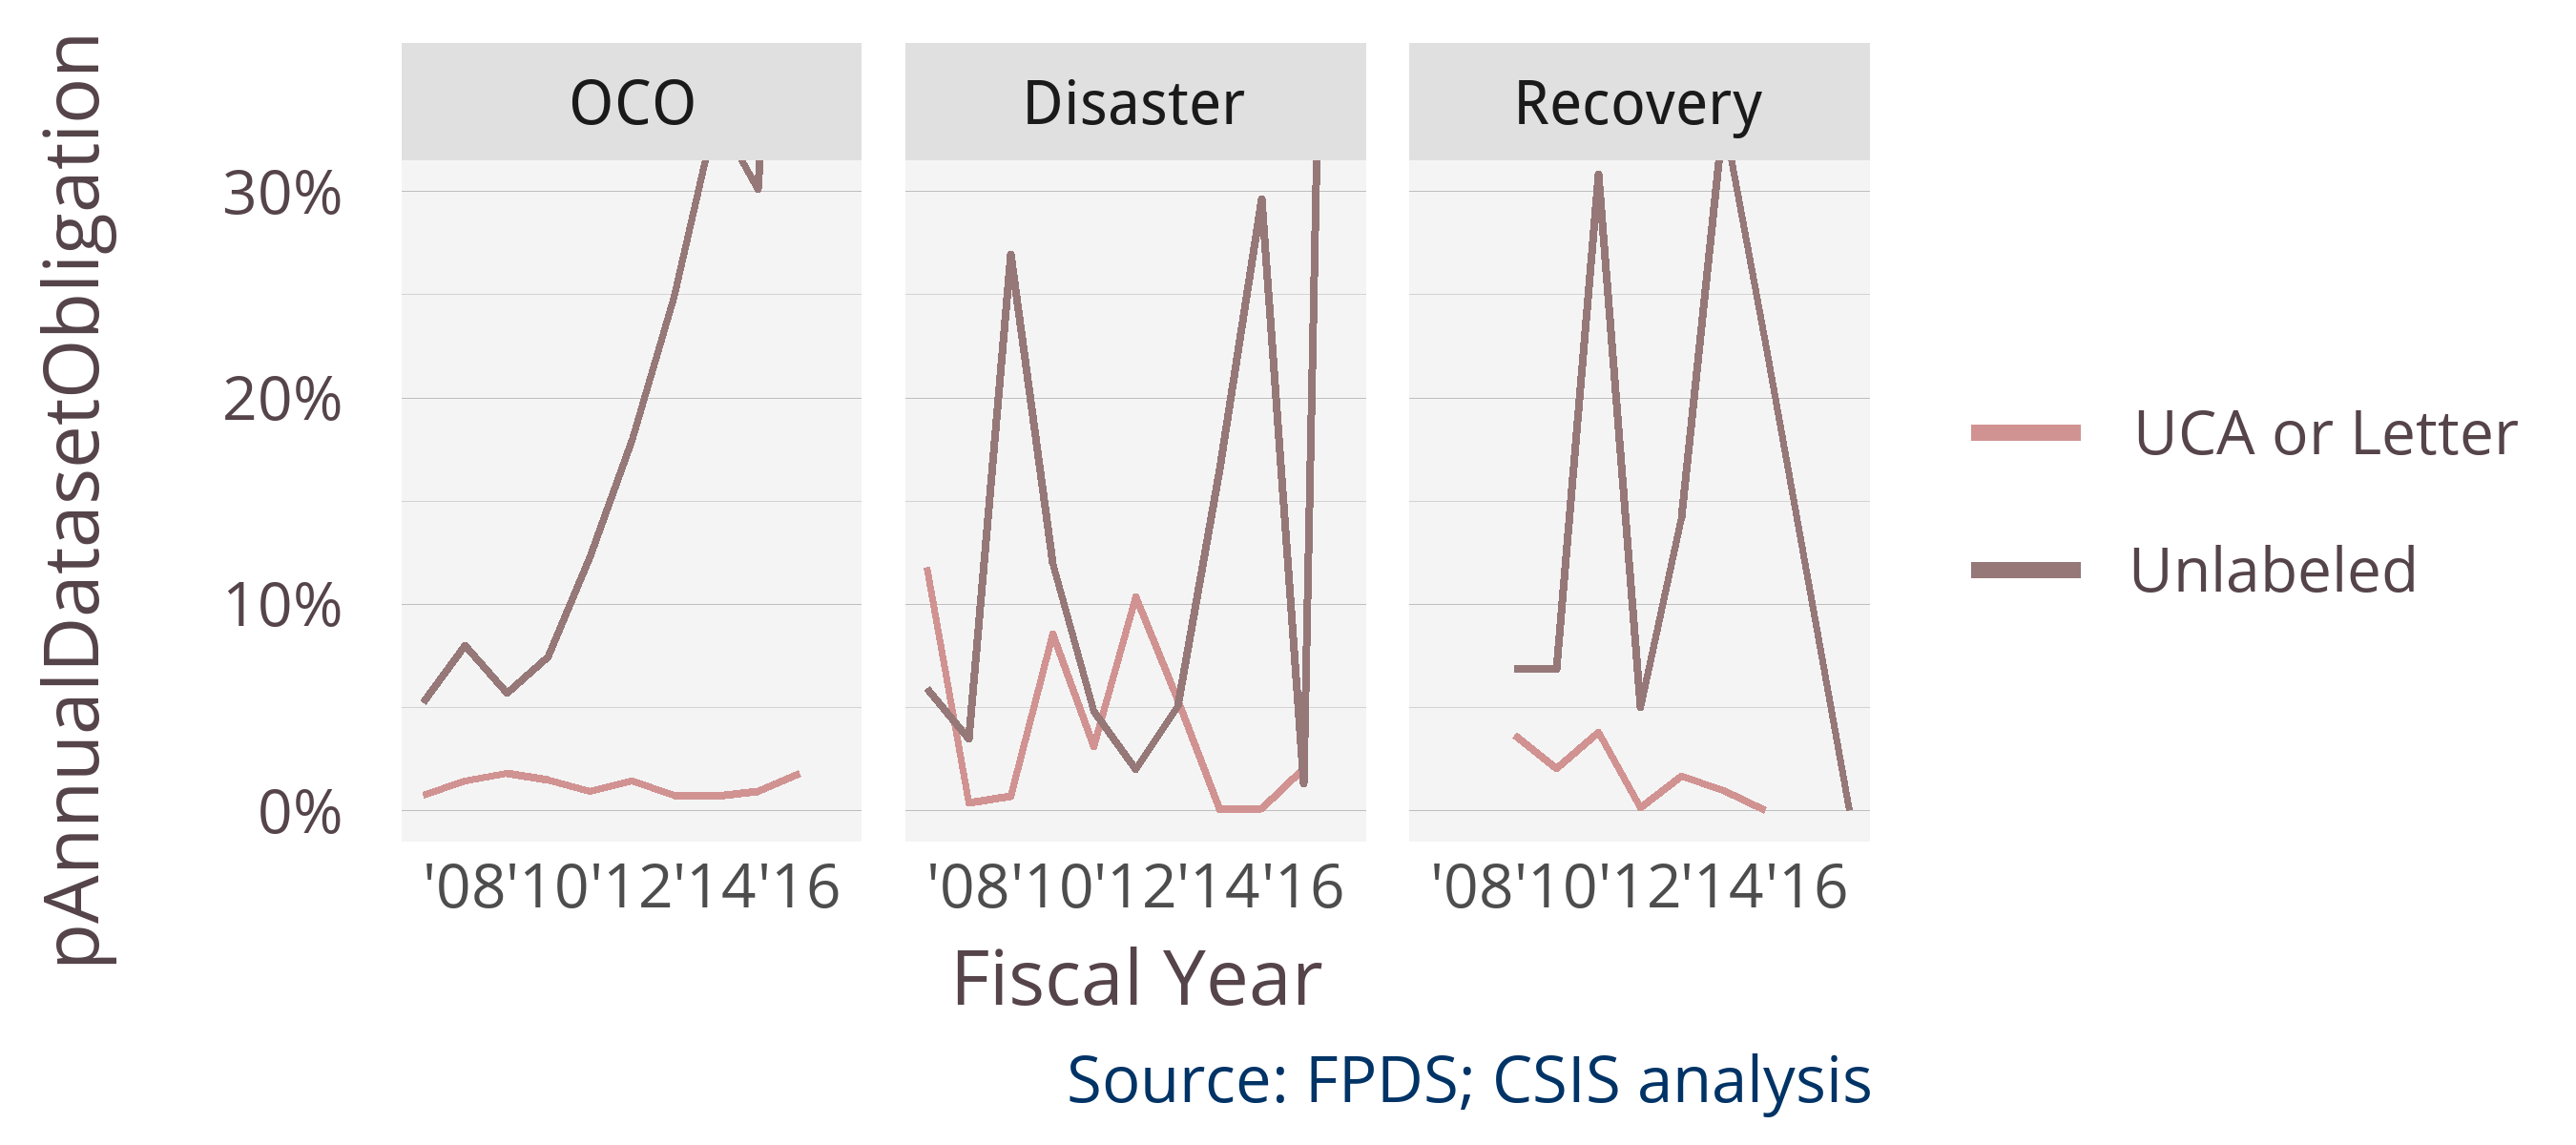 pAnnualDatasetObligation
OCO
Disaster
Recovery
30%
20%
10%
0%
'08'10'12'14'16
'08'10'12'14'16
'08'10'12'14'16
Fiscal Year
UCA or Letter
Unlabeled
Source: FPDS; CSIS analysis